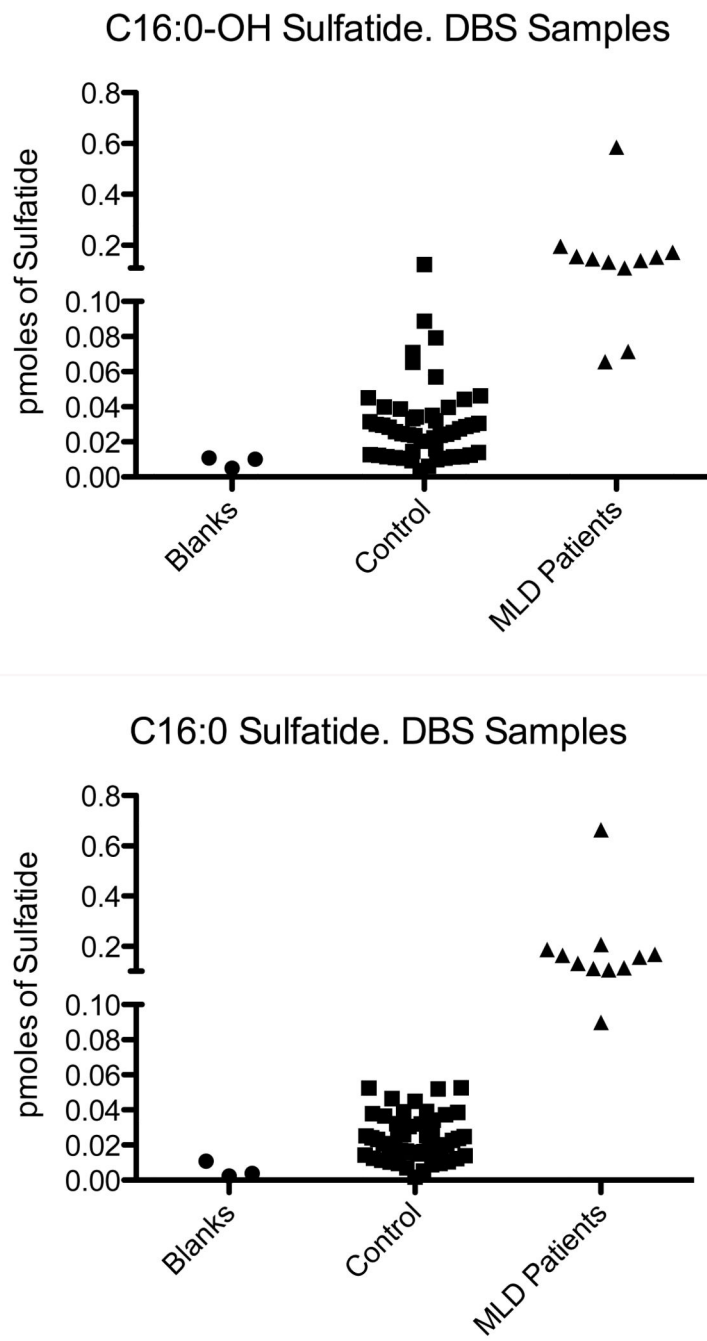 C16:0-OH Sulfatide. DBS Samples
pmoles of Sulfatide
0.8
0.6
0.4
0.2
0.10
0.08
0.06
0.04
0.02
0.00
Blanks
Control
MLD Patients
C16:0 Sulfatide. DBS Samples
pmoles of Sulfatide
0.8
0.6
0.4
0.2
0.10
0.08
0.06
0.04
0.02
0.00
Blanks
Control
MLD Patients